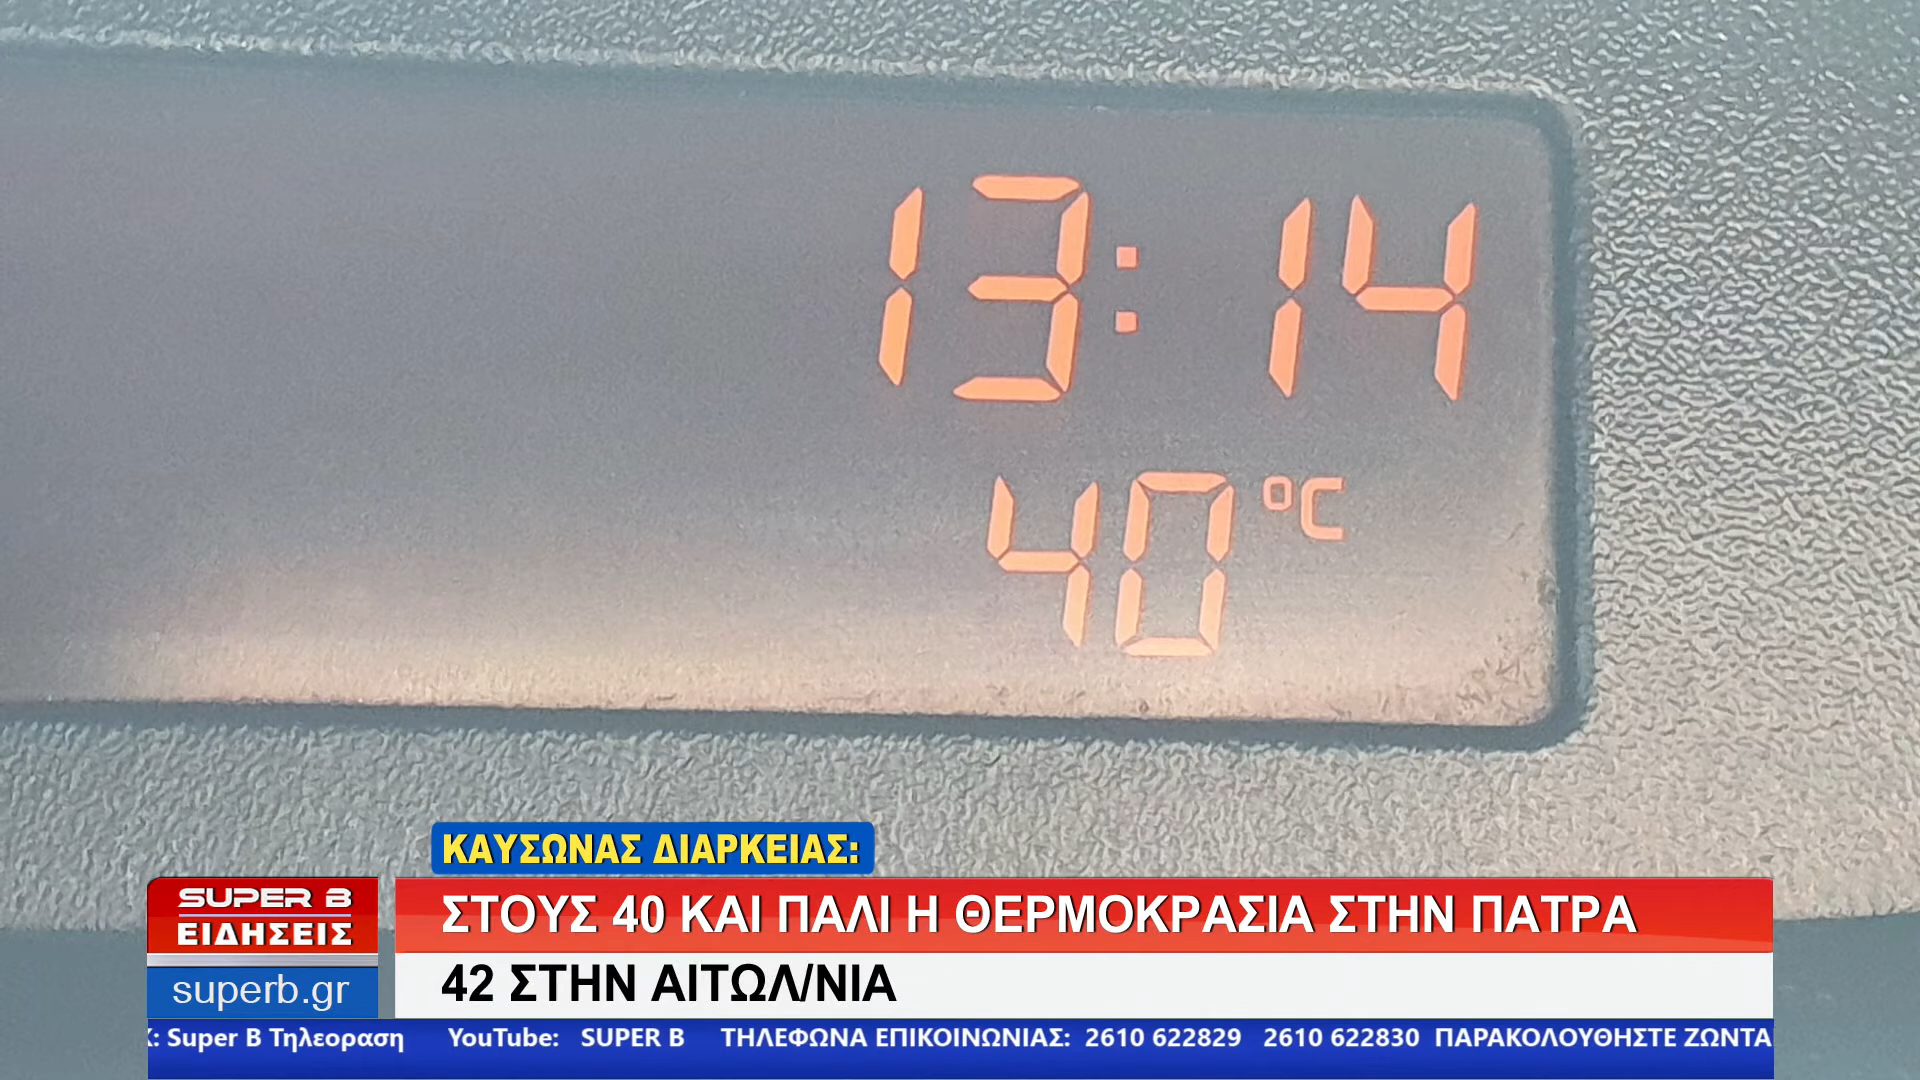 13:14
40 °C
ΚΑΥΣΩΝΑΣ ΔΙΑΡΚΕΙΑΣ:
SUPER B
ΕΙΔΗΣΕΙΣ
superb.gr
ΣΤΟΥΣ 40 ΚΑΙ ΠΑΛΙ Η ΘΕΡΜΟΚΡΑΣΙΑ ΣΤΗΝ ΠΑΤΡΑ
42 ΣΤΗΝ ΑΙΤΩΛ/ΝΙΑ
: Super B Τηλεοραση YouTube: SUPER B ΤΗΛΕΦΩΝΑ ΕΠΙΚΟΙΝΩΝΙΑΣ: 2610 622829 2610 622830 ΠΑΡΑΚΟΛΟΥΘΗΣΤΕ ΖΩΝΤΑ